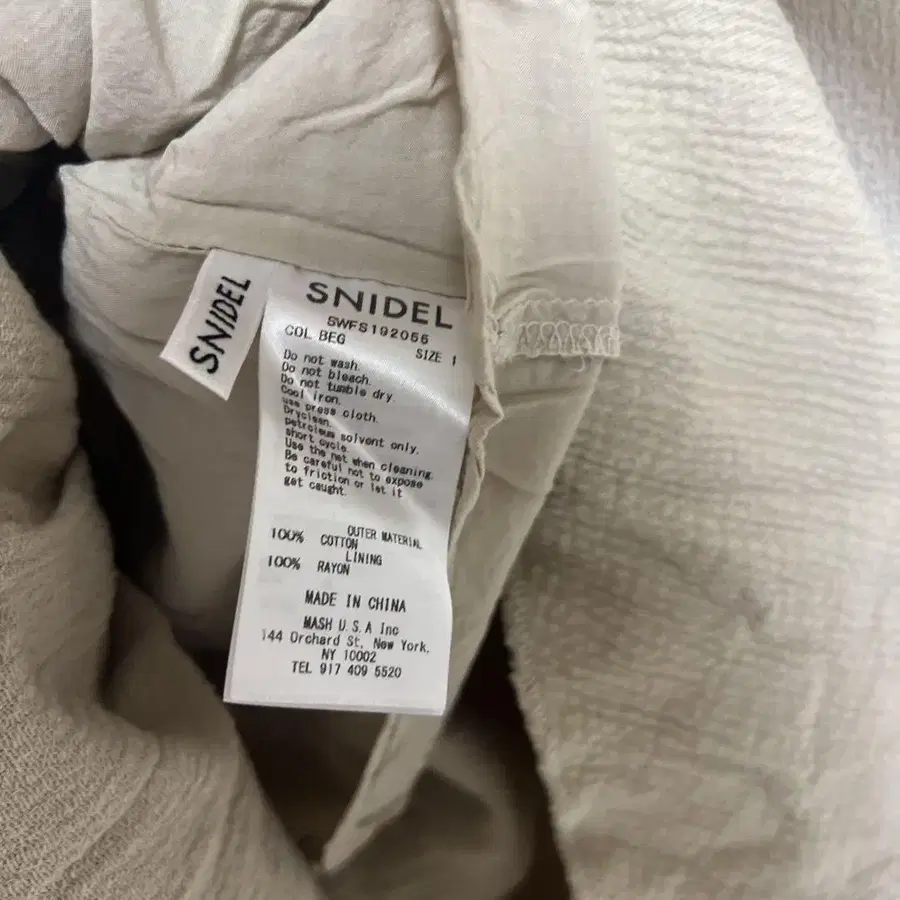 SNIDEL
SNIDEL
SWFS192056
COL BEG
SIZE 1
Do not wash.
Do not bleach.
Do not tumble dry.
Cool iron.
use press cloth.
Dryclean.
petroleum solvent only.
short cycle.
Use the net when cleaning.
Be careful not to expose
to friction or let it
get caught.
OUTER MATERIAL
100% COTTON
LINING
100% RAYON
MADE IN CHINA
MASH U.S.A Inc
144 Orchard St, New York,
NY 10002
TEL 917 409 5520